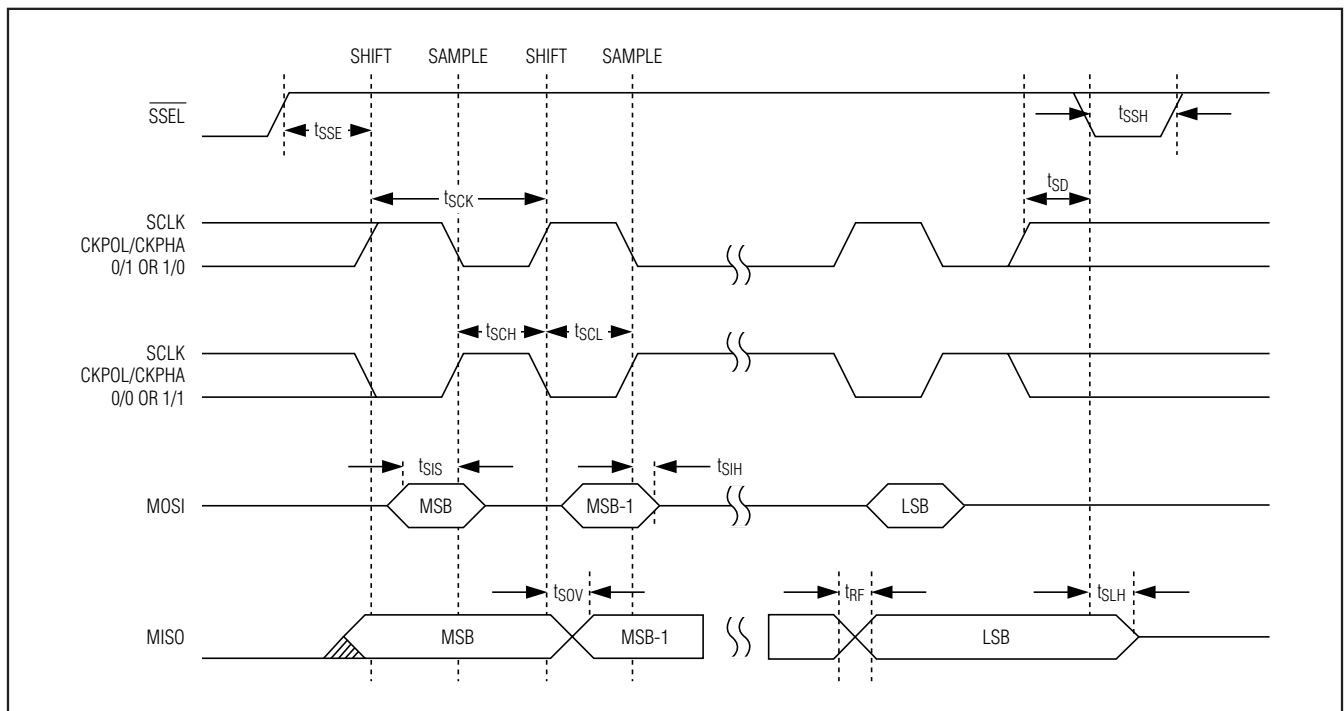 SHIFT SAMPLE SHIFT SAMPLE
SSEL
tSSE
tSSH
tSCK
tSD
SCLK
CKPOL/CKPHA
0/1 OR 1/0
tSCH
tSCL
SCLK
CKPOL/CKPHA
0/0 OR 1/1
tSIS
tSIH
MOSI
MSB
MSB-1
LSB
tSOV
tRF
tSLH
MISO
MSB
MSB-1
LSB